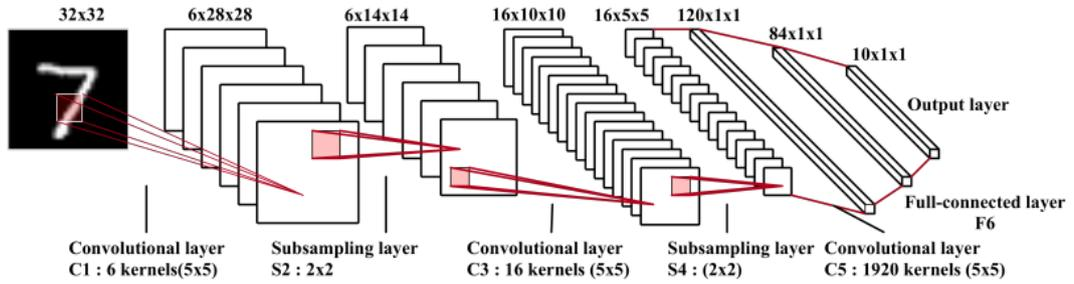 32x32
6x28x28
6x14x14
16x10x10
16x5x5
120x1x1
84x1x1
10x1x1
Output layer
Full-connected layer
F6
Convolutional layer
C1 : 6 kernels(5x5)
Subsampling layer
S2 : 2x2
Convolutional layer
C3 : 16 kernels (5x5)
Subsampling layer
S4 : (2x2)
Convolutional layer
C5 : 1920 kernels (5x5)
7